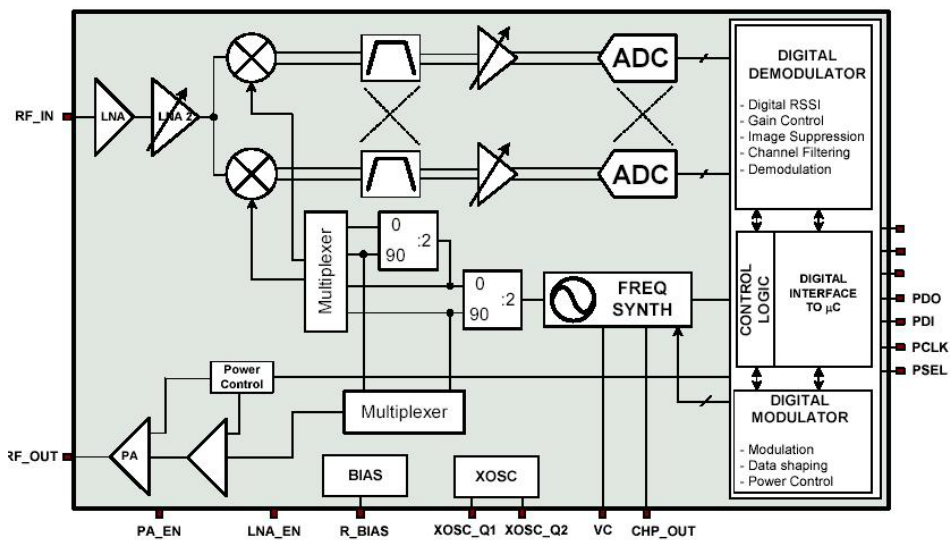 RF_IN
LNA
LNA 2
ADC
ADC
DIGITAL
DEMODULATOR
- Digital RSSI
- Gain Control
- Image Suppression
- Channel Filtering
- Demodulation
Multiplexer
0
90
:2
0
90
:2
FREQ
SYNTH
CONTROL
LOGIC
DIGITAL
INTERFACE
TO µC
PDO
PDI
PCLK
PSEL
Power
Control
Multiplexer
DIGITAL
MODULATOR
- Modulation
- Data shaping
- Power Control
RF_OUT
PA
BIAS
XOSC
PA_EN
LNA_EN
R_BIAS
XOSC_Q1
XOSC_Q2
VC
CHP_OUT